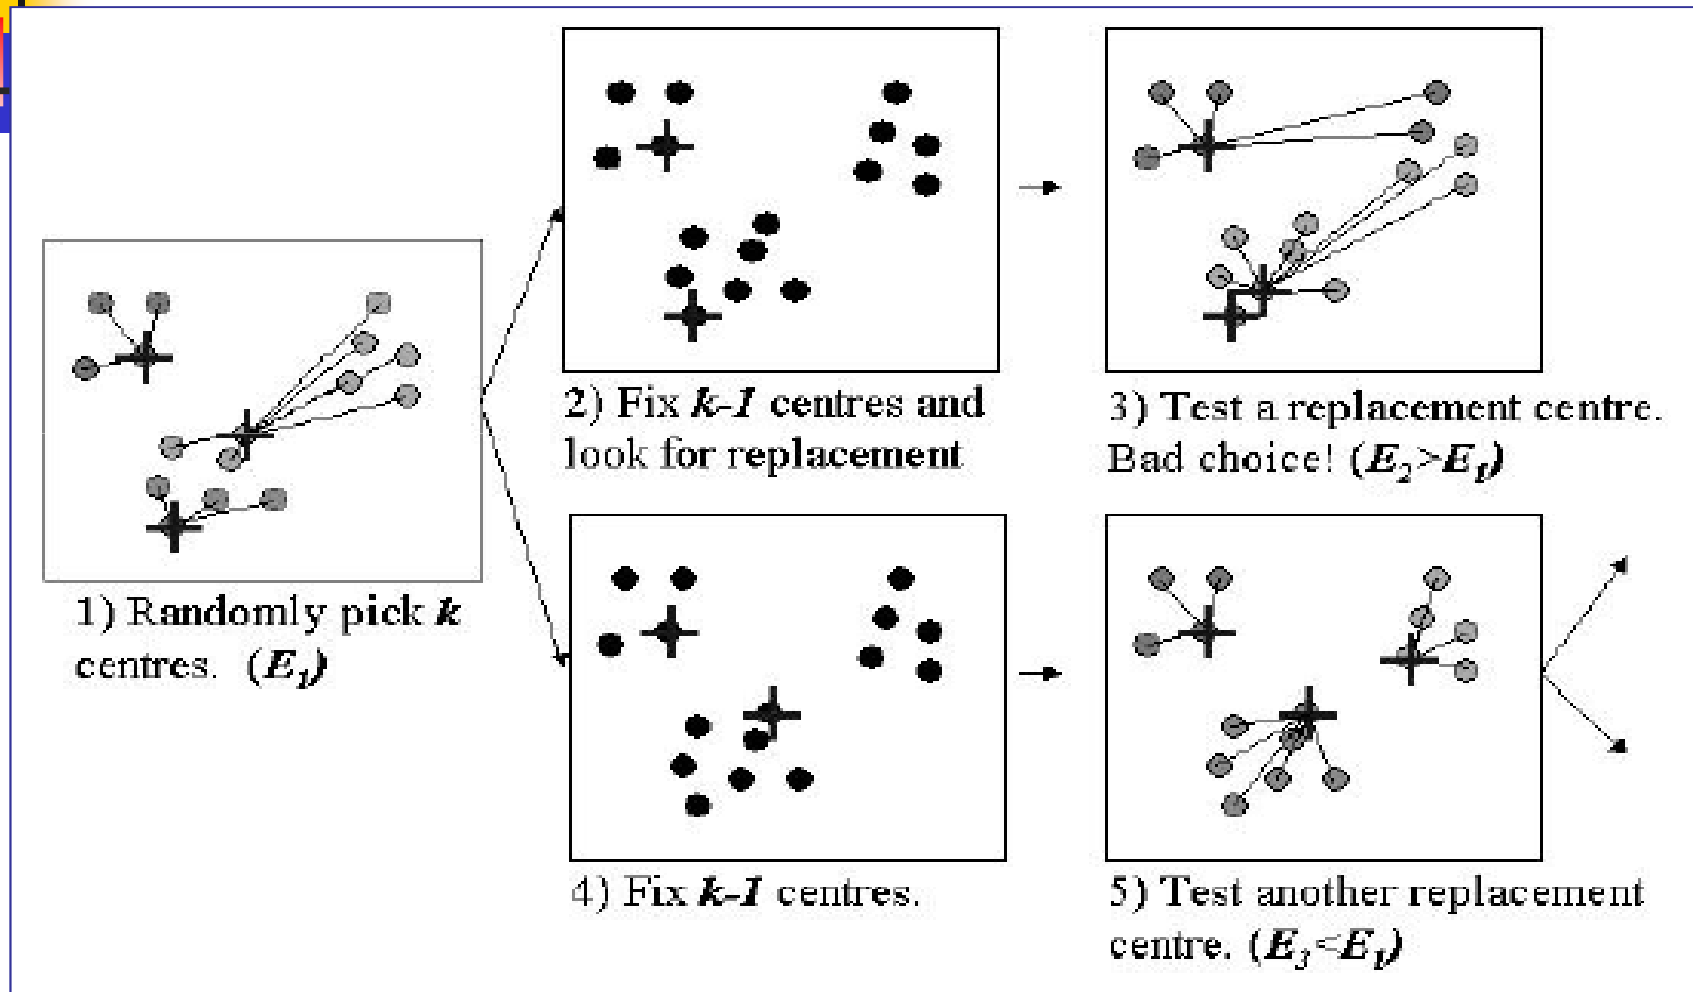 1) Randomly pick k
centres. (E₁)
2) Fix k-1 centres and
look for replacement
3) Test a replacement centre.
Bad choice! (E₂>E₁)
4) Fix k-1 centres.
5) Test another replacement
centre. (E₃<E₁)